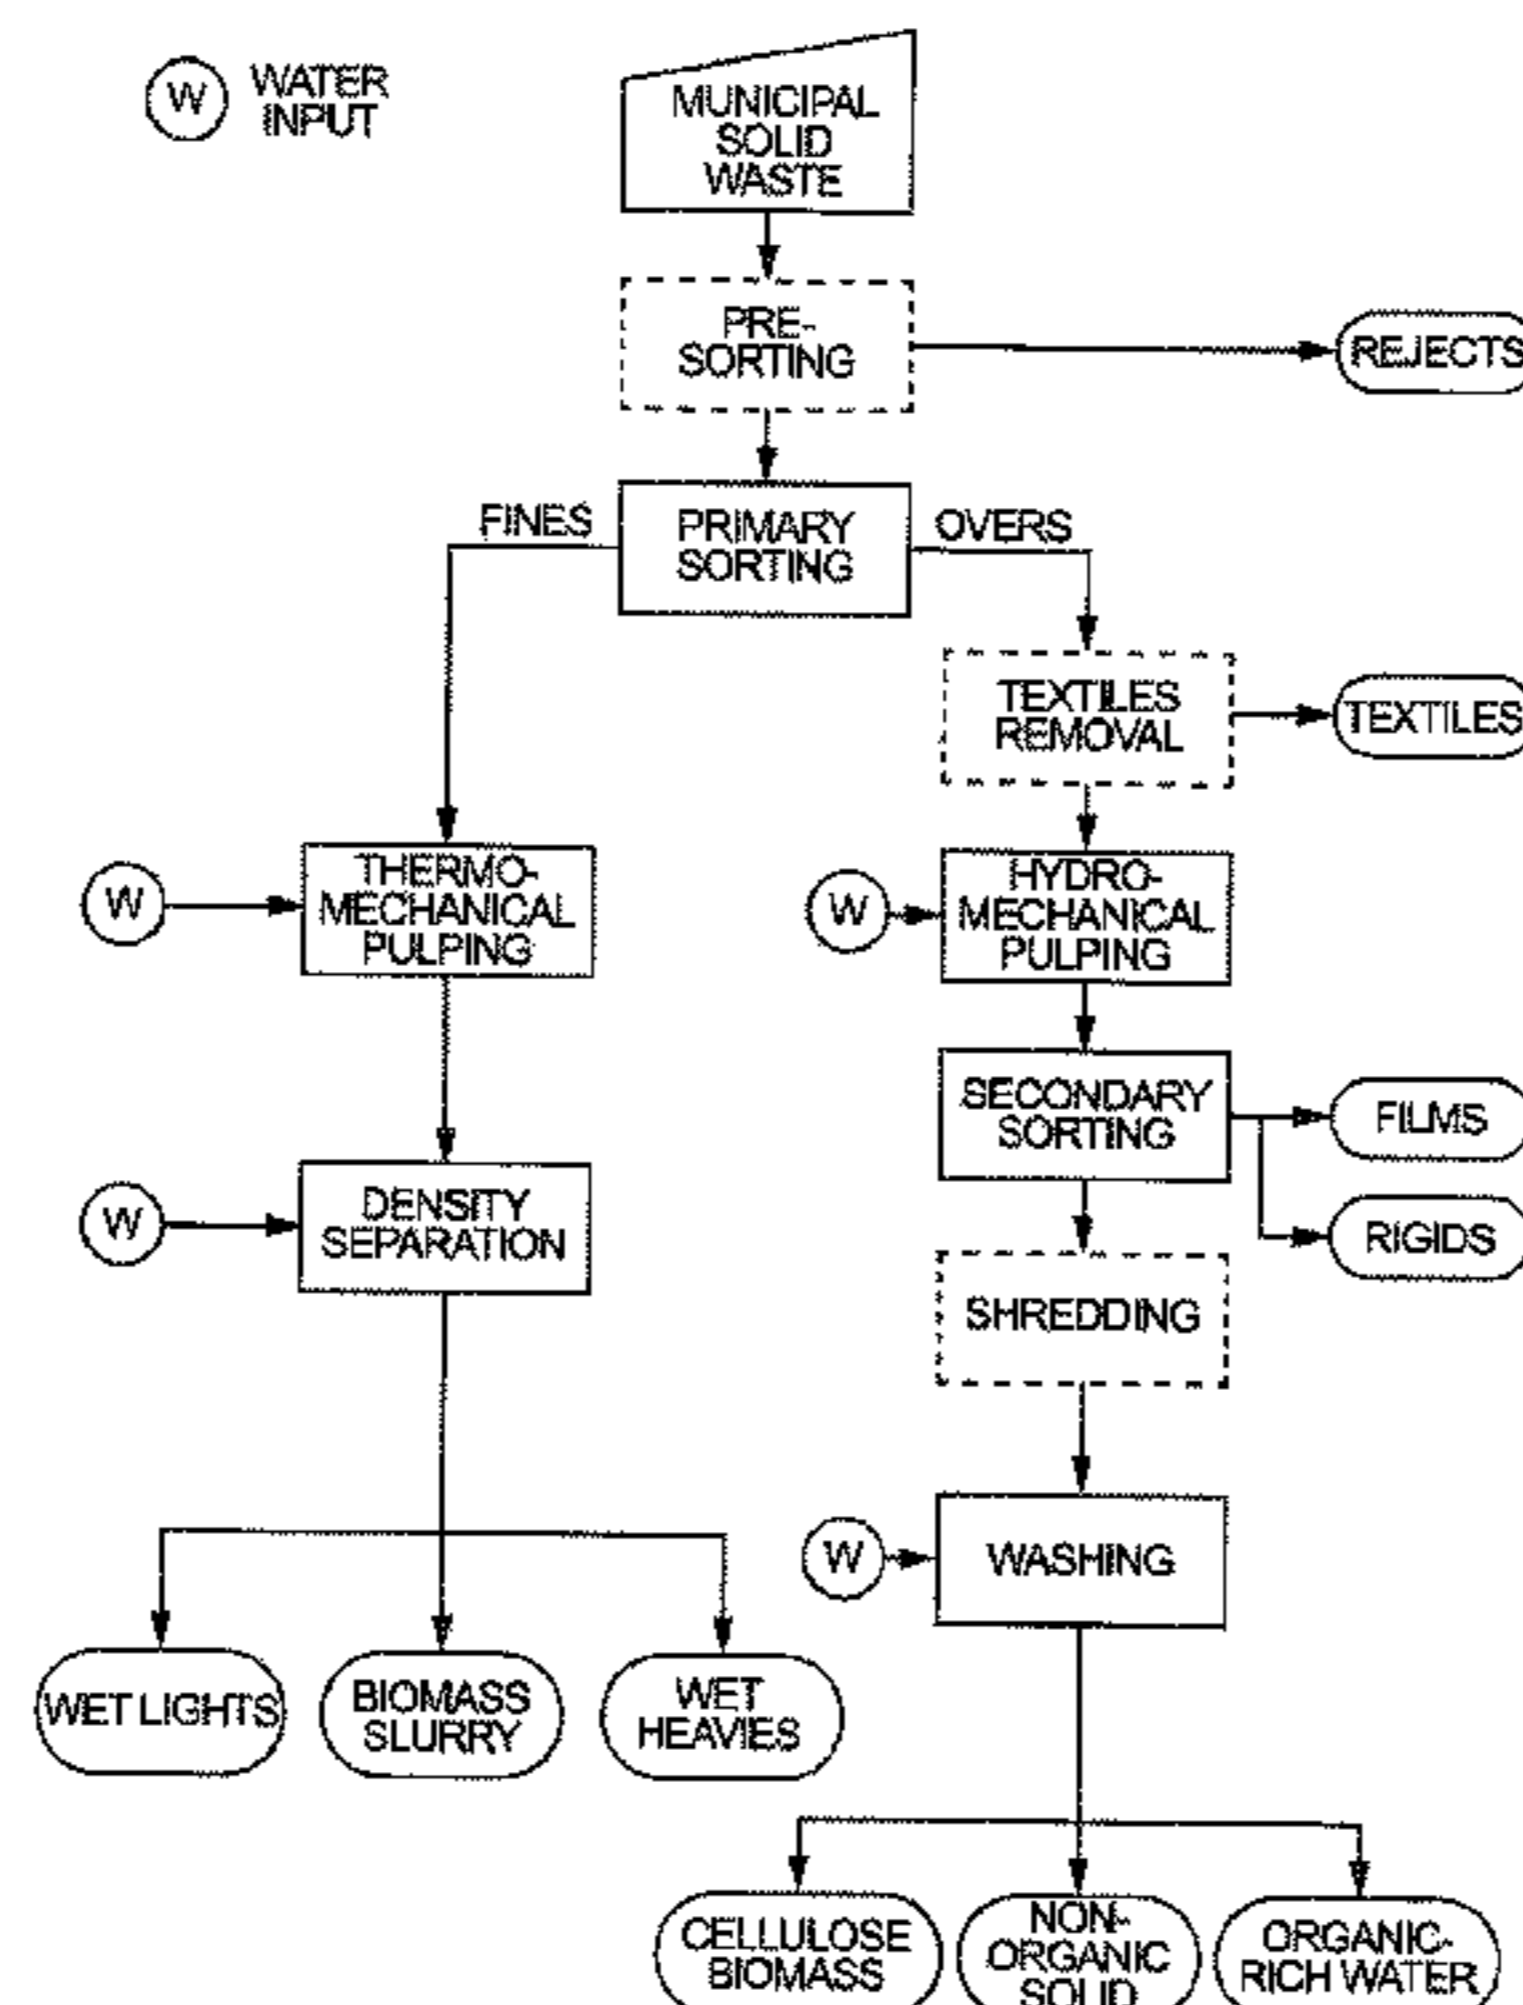 W
WATER
INPUT
MUNICIPAL
SOLID
WASTE
PRE-
SORTING
REJECTS
FINES
PRIMARY
SORTING
OVERS
TEXTILES
REMOVAL
TEXTILES
W
THERMO-
MECHANICAL
PULPING
W
HYDRO-
MECHANICAL
PULPING
SECONDARY
SORTING
FILMS
RIGIDS
W
DENSITY
SEPARATION
SHREDDING
W
WASHING
WET LIGHTS
BIOMASS
SLURRY
WET
HEAVIES
CELLULOSE
BIOMASS
NON-
ORGANIC
SOLID
ORGANIC-
RICH WATER